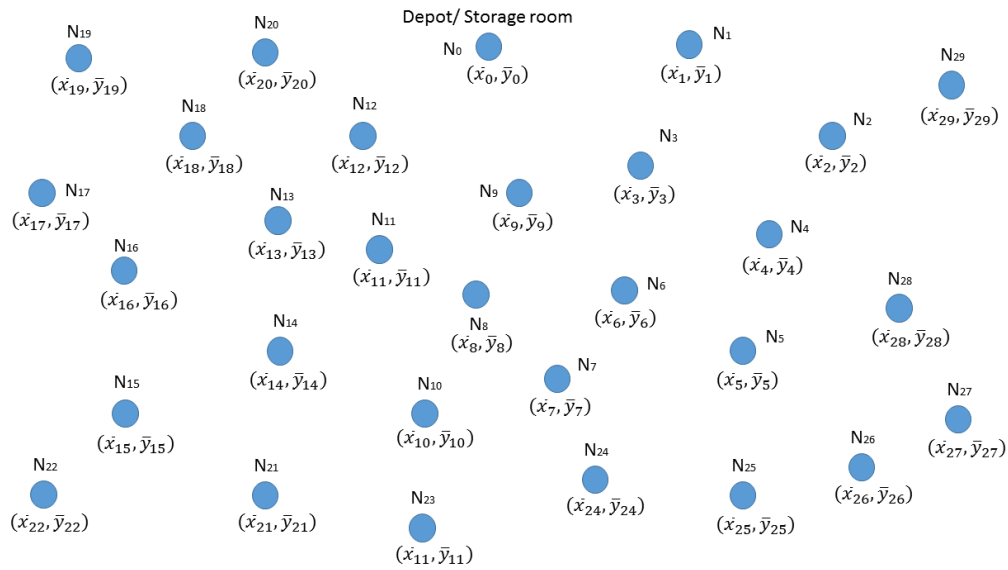 Depot/ Storage room
N19
(ẋ19, ȳ19)
N20
(ẋ20, ȳ20)
N0
(ẋ0, ȳ0)
N1
(ẋ1, ȳ1)
N29
(ẋ29, ȳ29)
N18
(ẋ18, ȳ18)
N12
(ẋ12, ȳ12)
N3
(ẋ3, ȳ3)
N2
(ẋ2, ȳ2)
N17
(ẋ17, ȳ17)
N13
(ẋ13, ȳ13)
N9
(ẋ9, ȳ9)
N11
(ẋ11, ȳ11)
N4
(ẋ4, ȳ4)
N16
(ẋ16, ȳ16)
N8
(ẋ8, ȳ8)
N6
(ẋ6, ȳ6)
N28
(ẋ28, ȳ28)
N14
(ẋ14, ȳ14)
N7
(ẋ7, ȳ7)
N5
(ẋ5, ȳ5)
N15
(ẋ15, ȳ15)
N10
(ẋ10, ȳ10)
N27
(ẋ27, ȳ27)
N22
(ẋ22, ȳ22)
N21
(ẋ21, ȳ21)
N23
(ẋ11, ȳ11)
N24
(ẋ24, ȳ24)
N25
(ẋ25, ȳ25)
N26
(ẋ26, ȳ26)